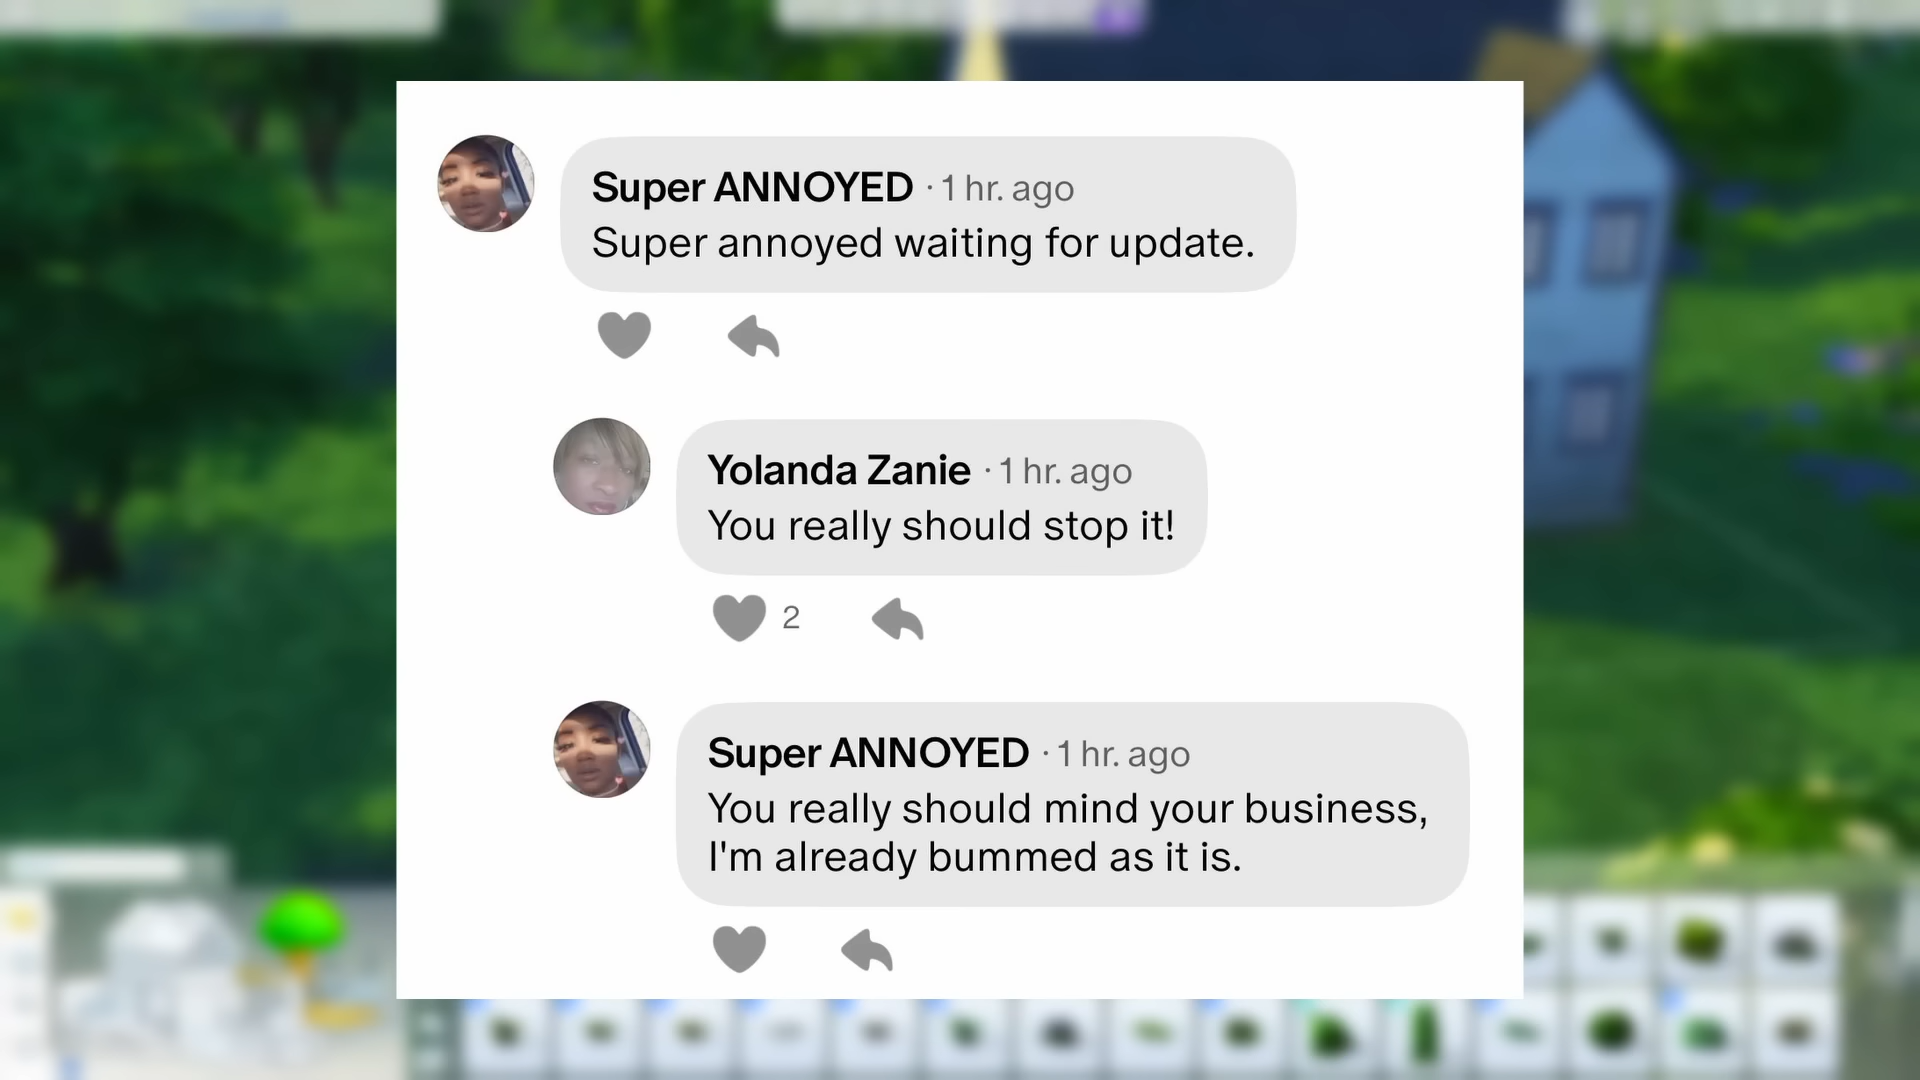 Super ANNOYED · 1 hr. ago
Super annoyed waiting for update.
Yolanda Zanie · 1 hr. ago
You really should stop it!
2
Super ANNOYED · 1 hr. ago
You really should mind your business,
I'm already bummed as it is.